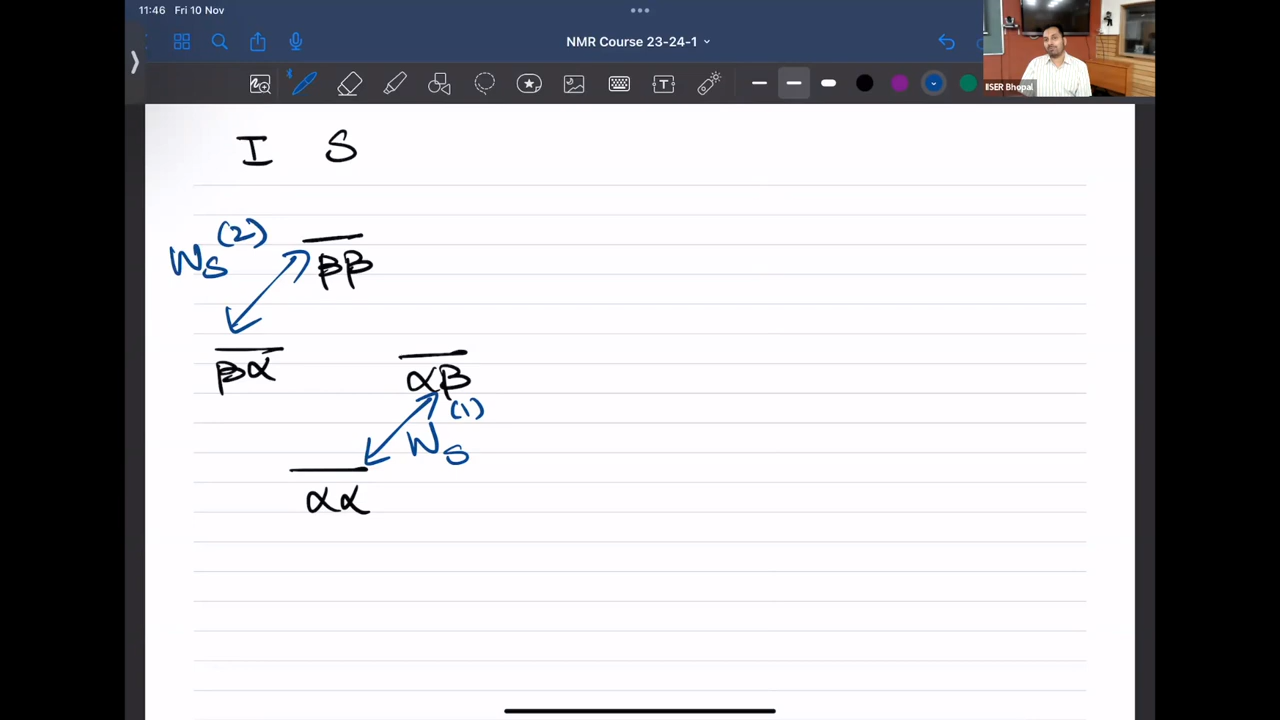 11:46 Fri 10 Nov
NMR Course 23-24-1
IISER Bhopal
I S
W_S^(2)
ββ
βα
αβ
W_S^(1)
αα